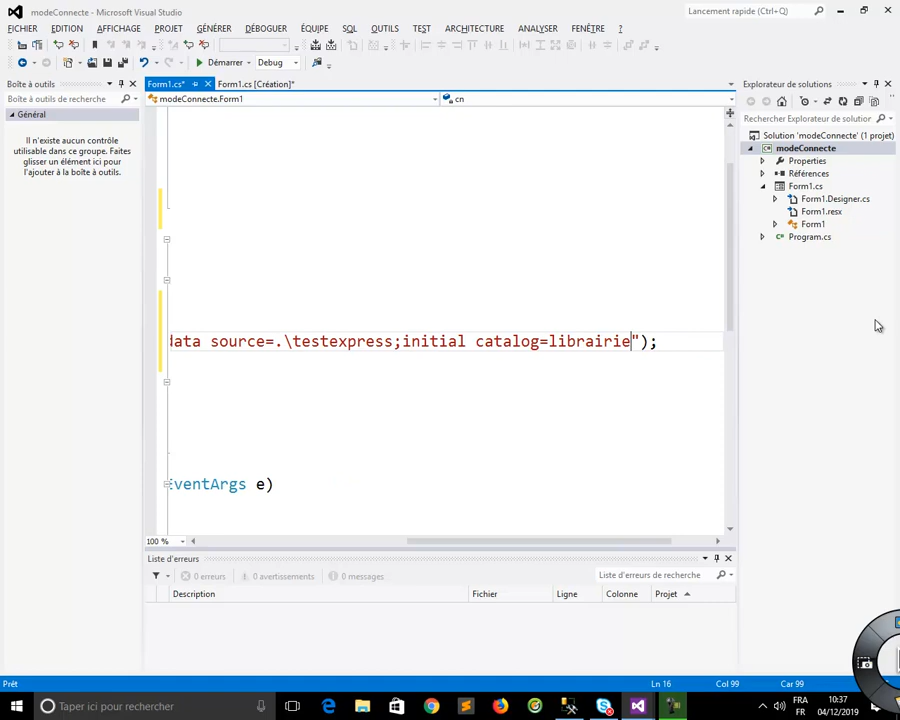 modeConnecte - Microsoft Visual Studio
Lancement rapide (Ctrl+Q)
FICHIER EDITION AFFICHAGE PROJET GÉNÉRER DÉBOGUER ÉQUIPE SQL OUTILS TEST ARCHITECTURE ANALYSER FENÊTRE ?
Démarrer Debug
Boîte à outils
Form1.cs* Form1.cs [Création]*
Explorateur de solutions
Boîte à outils de recherche
modeConnecte.Form1
cn
Général
Rechercher Explorateur de solution
Il n'existe aucun contrôle
utilisable dans ce groupe. Faites
glisser un élément ici pour
l'ajouter à la boîte à outils.
Solution 'modeConnecte' (1 projet)
modeConnecte
Properties
Références
Form1.cs
Form1.Designer.cs
Form1.resx
Form1
Program.cs
data source=.\testexpress;initial catalog=librairie");
EventArgs e)
100 %
Liste d'erreurs
0 erreurs 0 avertissements 0 messages
Liste d'erreurs de recherche
Description Fichier Ligne Colonne Projet
Prêt Ln 16 Col 99 Car 99
Taper ici pour rechercher
FRA
FR
10:37
04/12/2019